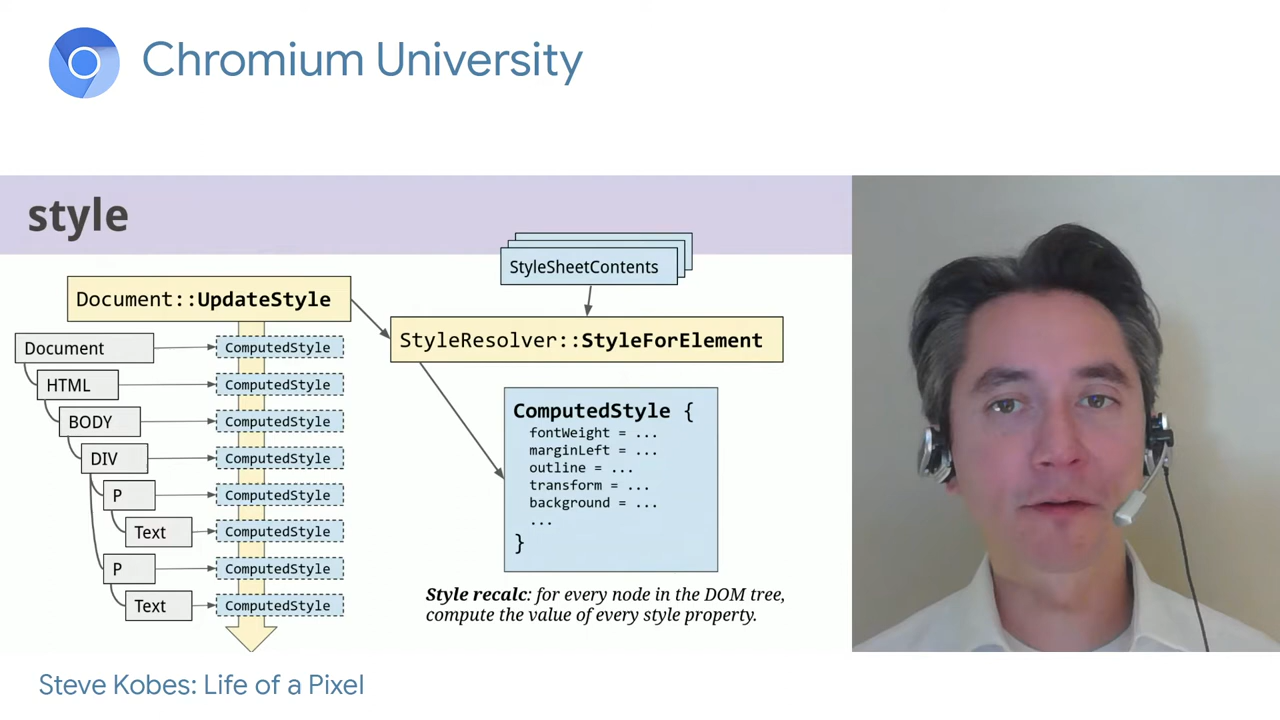 Chromium University
style
StyleSheetContents
Document::UpdateStyle
StyleResolver::StyleForElement
Document
ComputedStyle
HTML
ComputedStyle
BODY
ComputedStyle
DIV
ComputedStyle
P
ComputedStyle
Text
ComputedStyle
P
ComputedStyle
Text
ComputedStyle
ComputedStyle {
fontWeight = ...
marginLeft = ...
outline = ...
transform = ...
background = ...
...
}
Style recalc: for every node in the DOM tree,
compute the value of every style property.
Steve Kobes: Life of a Pixel